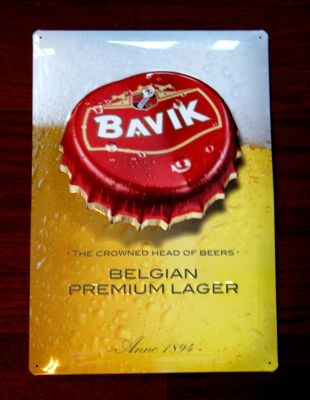 BAVIK
· THE CROWNED HEAD OF BEERS ·
BELGIAN
PREMIUM LAGER
- Anno 1894 -